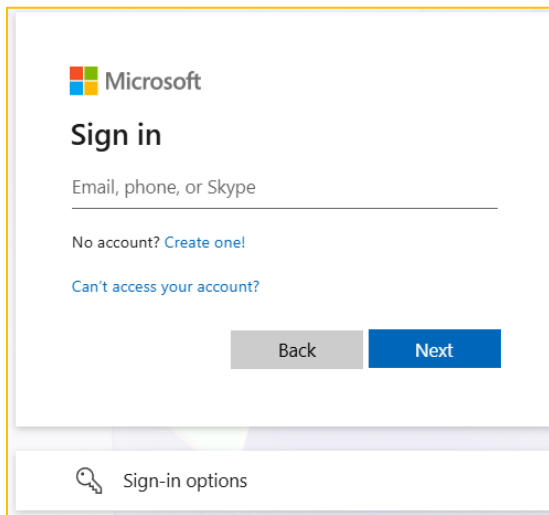 Microsoft
Sign in
Email, phone, or Skype
No account? Create one!
Can't access your account?
Back Next
Sign-in options